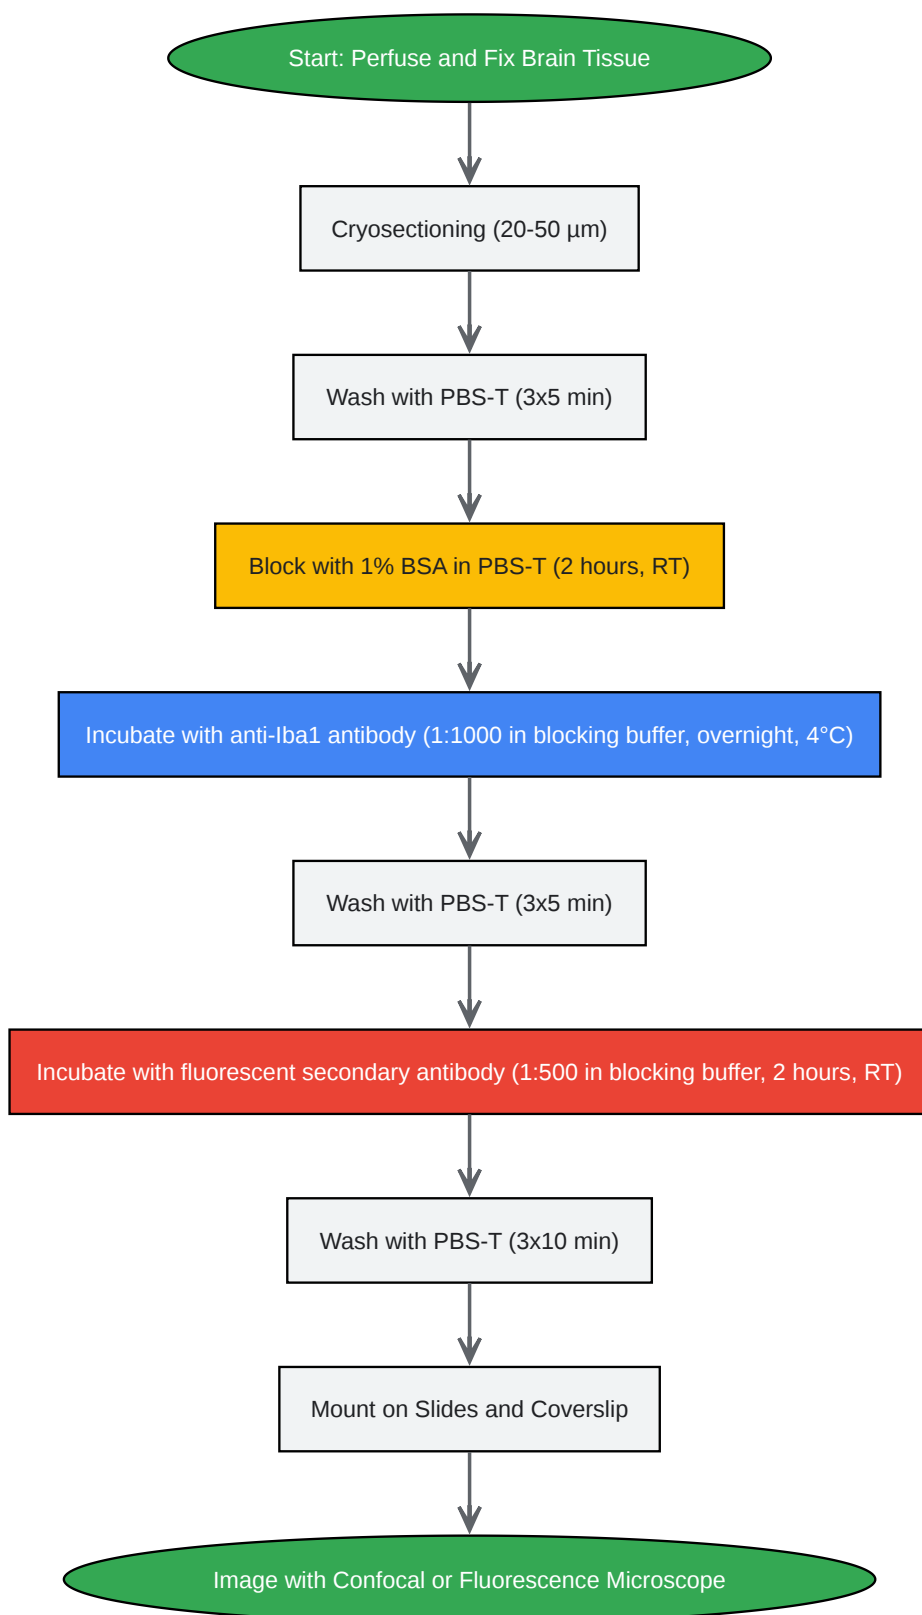 Start: Perfuse and Fix Brain Tissue
Cryosectioning (20-50 µm)
Wash with PBS-T (3x5 min)
Block with 1% BSA in PBS-T (2 hours, RT)
Incubate with anti-Iba1 antibody (1:1000 in blocking buffer, overnight, 4°C)
Wash with PBS-T (3x5 min)
Incubate with fluorescent secondary antibody (1:500 in blocking buffer, 2 hours, RT)
Wash with PBS-T (3x10 min)
Mount on Slides and Coverslip
Image with Confocal or Fluorescence Microscope